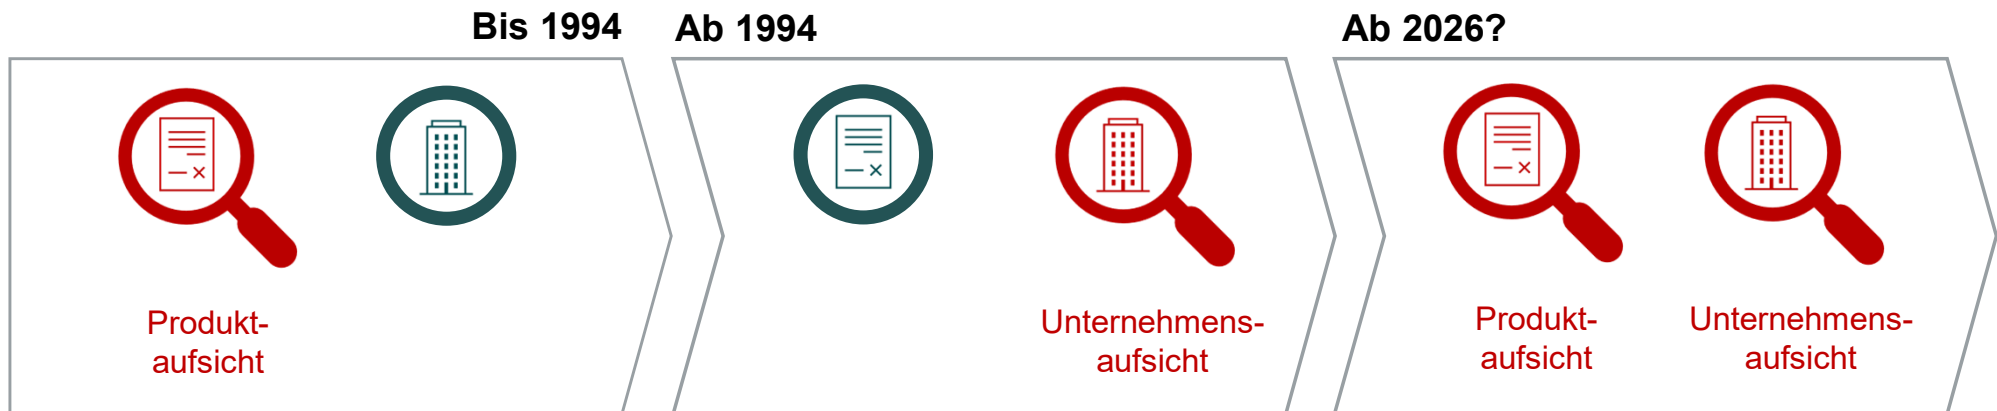 Bis 1994
Ab 1994
Ab 2026?
Produkt-
aufsicht
Unternehmens-
aufsicht
Produkt-
aufsicht
Unternehmens-
aufsicht